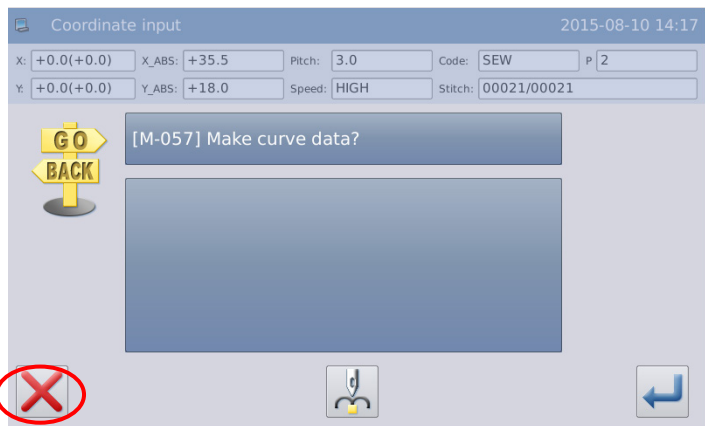 Coordinate input 2015-08-10 14:17
X: +0.0(+0.0) X_ABS: +35.5 Pitch: 3.0 Code: SEW P 2
Y: +0.0(+0.0) Y_ABS: +18.0 Speed: HIGH Stitch: 00021/00021
GO
BACK
[M-057] Make curve data?